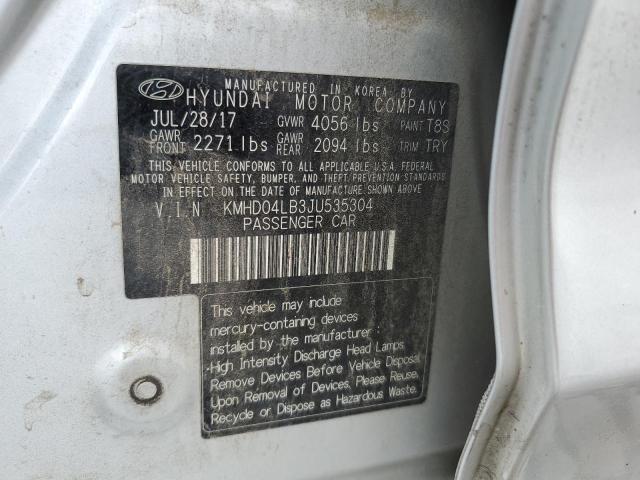 MANUFACTURED IN KOREA BY
HYUNDAI MOTOR COMPANY
JUL/28/17 GVWR 4056 lbs PAINT T8S
GAWR FRONT 2271 lbs GAWR REAR 2094 lbs TRIM TRY
THIS VEHICLE CONFORMS TO ALL APPLICABLE U.S.A. FEDERAL
MOTOR VEHICLE SAFETY, BUMPER, AND THEFT PREVENTION STANDARDS
IN EFFECT ON THE DATE OF MANUFACTURE SHOWN ABOVE.
V.I.N KMHD04LB3JU535304
PASSENGER CAR
This vehicle may include
mercury-containing devices
installed by the manufacturer :
-High Intensity Discharge Head Lamps.
Remove Devices Before Vehicle Disposal
Upon Removal of Devices, Please Reuse,
Recycle or Dispose as Hazardous Waste.